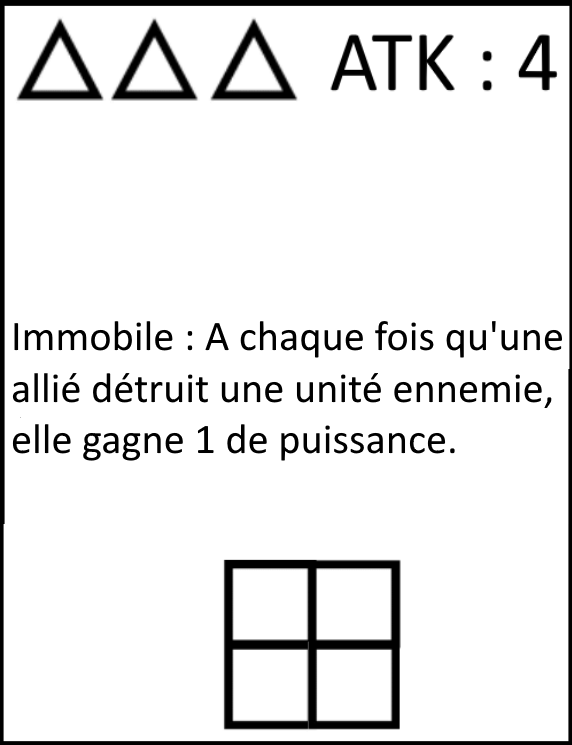 ATK : 4
Immobile : A chaque fois qu'une
allié détruit une unité ennemie,
elle gagne 1 de puissance.